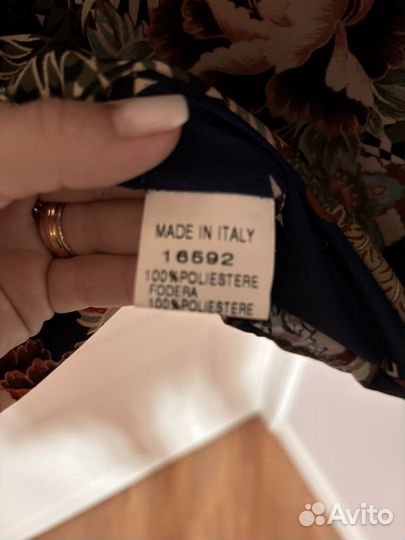 MADE IN ITALY
16592
100%POLIESTERE
FODERA
100%POLIESTERE
Avito